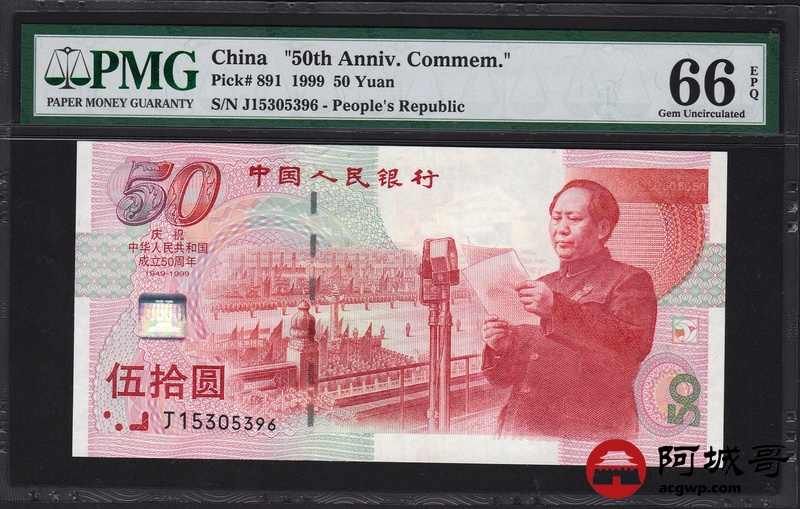 PMG
PAPER MONEY GUARANTY
China "50th Anniv. Commem."
Pick# 891 1999 50 Yuan
S/N J15305396 - People's Republic
66
EPQ
Gem Uncirculated
50
中国人民银行
庆祝
中华人民共和国
成立50周年
1949-1999
50505050
伍拾圆
J15305396
50
阿城哥
acgwp.com